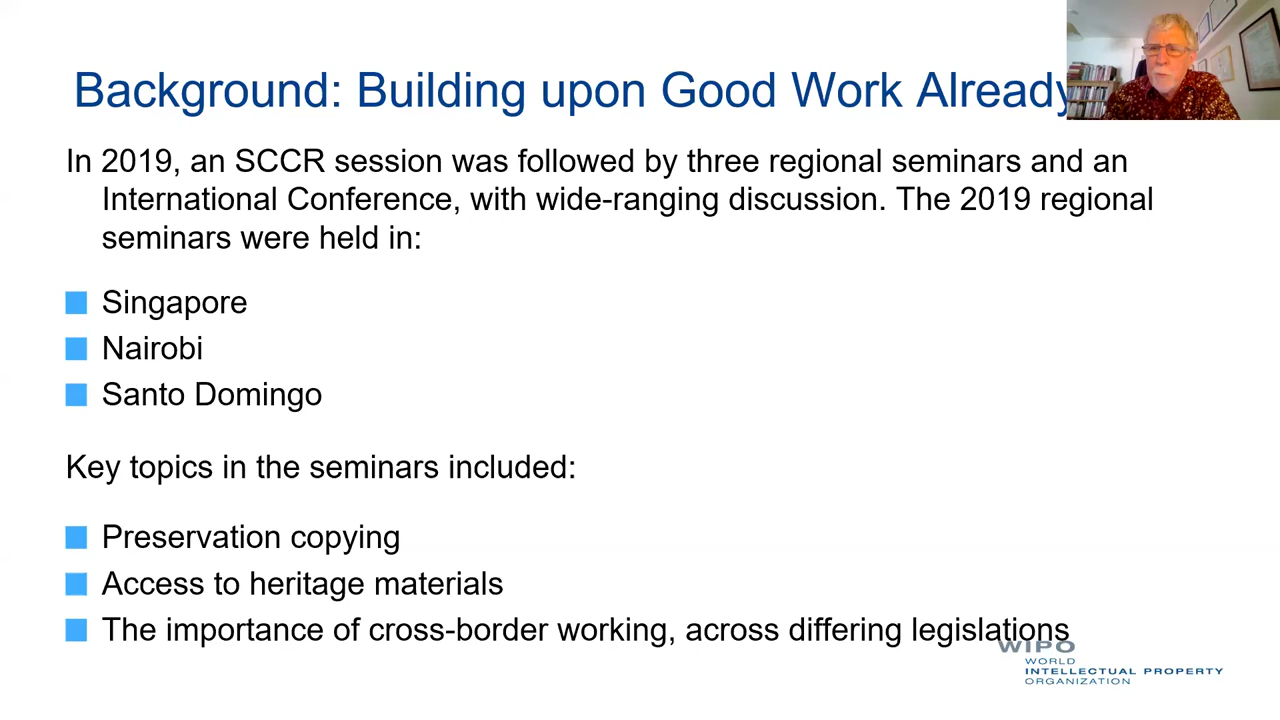 Background: Building upon Good Work Already
In 2019, an SCCR session was followed by three regional seminars and an
International Conference, with wide-ranging discussion. The 2019 regional
seminars were held in:
Singapore
Nairobi
Santo Domingo
Key topics in the seminars included:
Preservation copying
Access to heritage materials
The importance of cross-border working, across differing legislations
WIPO
WORLD
INTELLECTUAL PROPERTY
ORGANIZATION